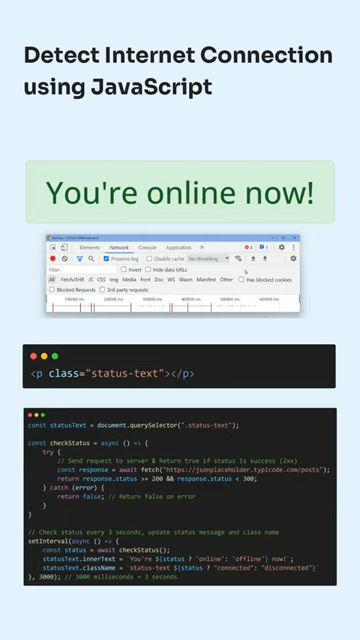 Detect Internet Connection
using JavaScript
You're online now!
Elements Network Console Application »
Preserve log Disable cache No throttling
Filter Invert Hide data URLs
All Fetch/XHR JS CSS Img Media Font Doc WS Wasm Manifest Other Has blocked cookies
Blocked Requests 3rd-party requests
<p class="status-text"></p>
const statusText = document.querySelector(".status-text");
const checkStatus = async () => {
try {
// Send request to server & Return true if status is success (2xx)
const response = await fetch("https://jsonplaceholder.typicode.com/posts");
return response.status >= 200 && response.status < 300;
} catch (error) {
return false; // Return false on error
}
}
// Check status every 3 seconds, update status message and class name
setInterval(async () => {
const status = await checkStatus();
statusText.innerText = `You're ${status ? 'online': 'offline'} now!`;
statusText.className = `status-text ${status ? "connected": "disconnected"}`
}, 3000); // 3000 miliseconds = 3 seconds